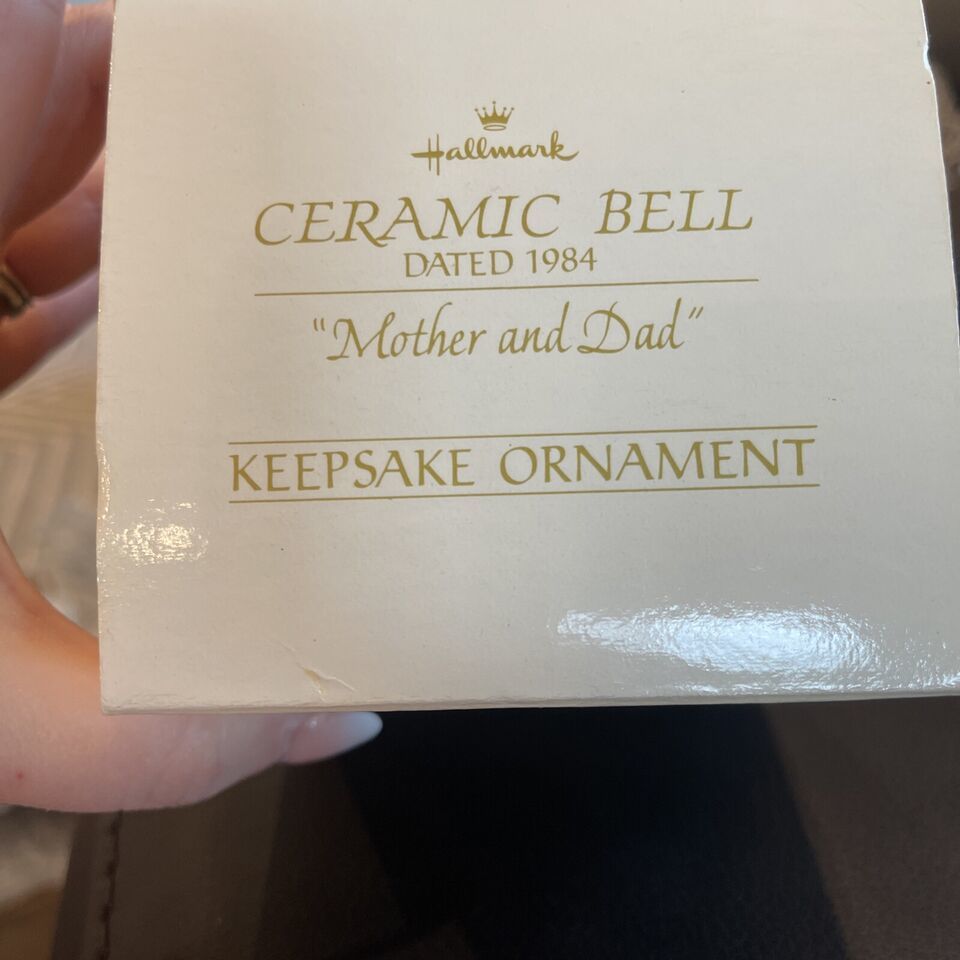 Hallmark
CERAMIC BELL
DATED 1984
"Mother and Dad"
KEEPSAKE ORNAMENT